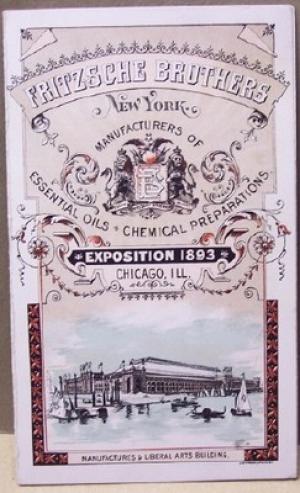 FRITZSCHE BROTHERS
NEW YORK.
MANUFACTURERS OF
ESSENTIAL OILS & CHEMICAL PREPARATIONS.
EXPOSITION 1893
CHICAGO, ILL.
MANUFACTURES & LIBERAL ARTS BUILDING.